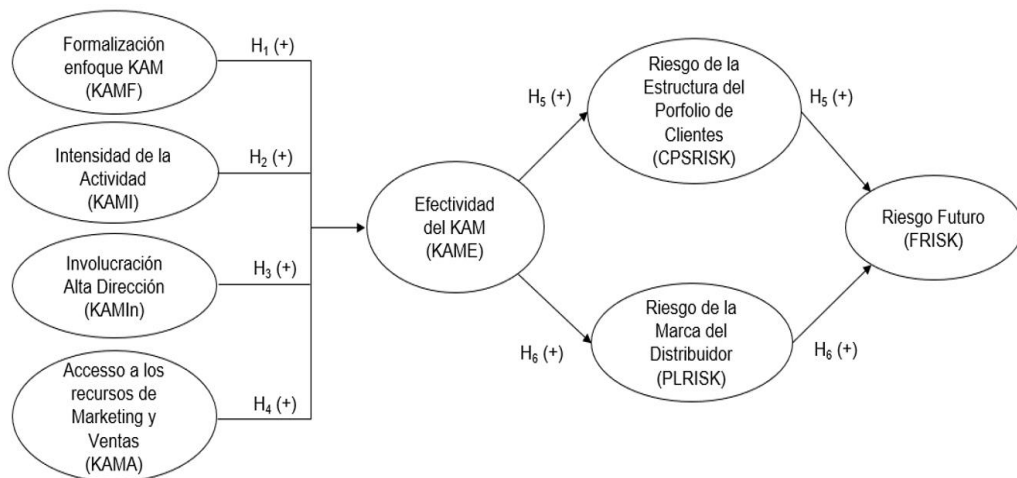 Formalización
enfoque KAM
(KAMF)
H₁ (+)
Intensidad de la
Actividad
(KAMI)
H₂ (+)
Involucración
Alta Dirección
(KAMIn)
H₃ (+)
Accesso a los
recursos de
Marketing y
Ventas
(KAMA)
H₄ (+)
Efectividad
del KAM
(KAME)
H₅ (+)
Riesgo de la
Estructura del
Porfolio de
Clientes
(CPSRISK)
H₅ (+)
H₆ (+)
Riesgo de la
Marca del
Distribuidor
(PLRISK)
H₆ (+)
Riesgo Futuro
(FRISK)